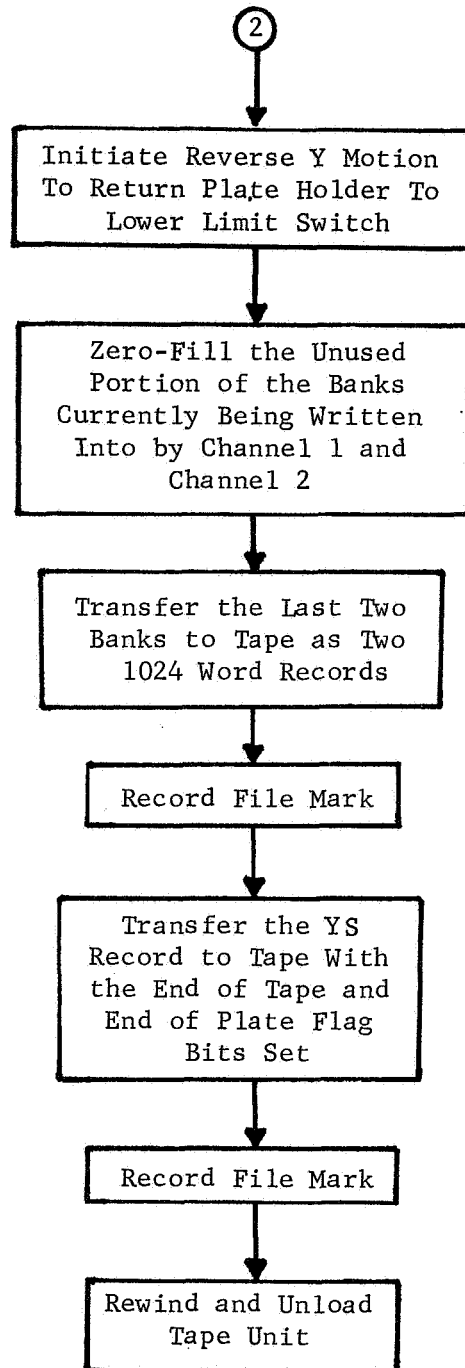 2
Initiate Reverse Y Motion
To Return Plate Holder To
Lower Limit Switch
Zero-Fill the Unused
Portion of the Banks
Currently Being Written
Into by Channel 1 and
Channel 2
Transfer the Last Two
Banks to Tape as Two
1024 Word Records
Record File Mark
Transfer the YS
Record to Tape With
the End of Tape and
End of Plate Flag
Bits Set
Record File Mark
Rewind and Unload
Tape Unit